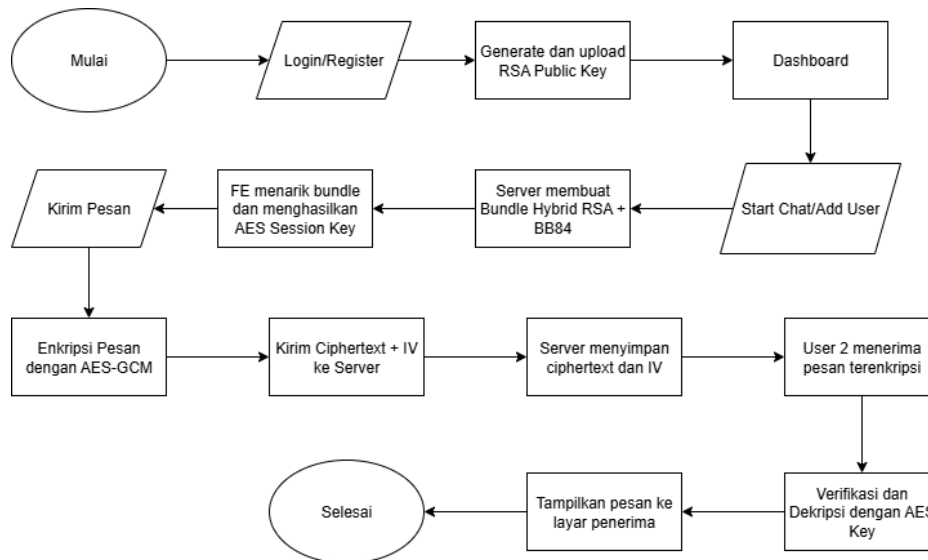 Mulai
Login/Register
Generate dan upload
RSA Public Key
Dashboard
Start Chat/Add User
Server membuat
Bundle Hybrid RSA +
BB84
FE menarik bundle
dan menghasilkan
AES Session Key
Kirim Pesan
Enkripsi Pesan
dengan AES-GCM
Kirim Ciphertext + IV
ke Server
Server menyimpan
ciphertext dan IV
User 2 menerima
pesan terenkripsi
Verifikasi dan
Dekripsi dengan AES
Key
Tampilkan pesan ke
layar penerima
Selesai